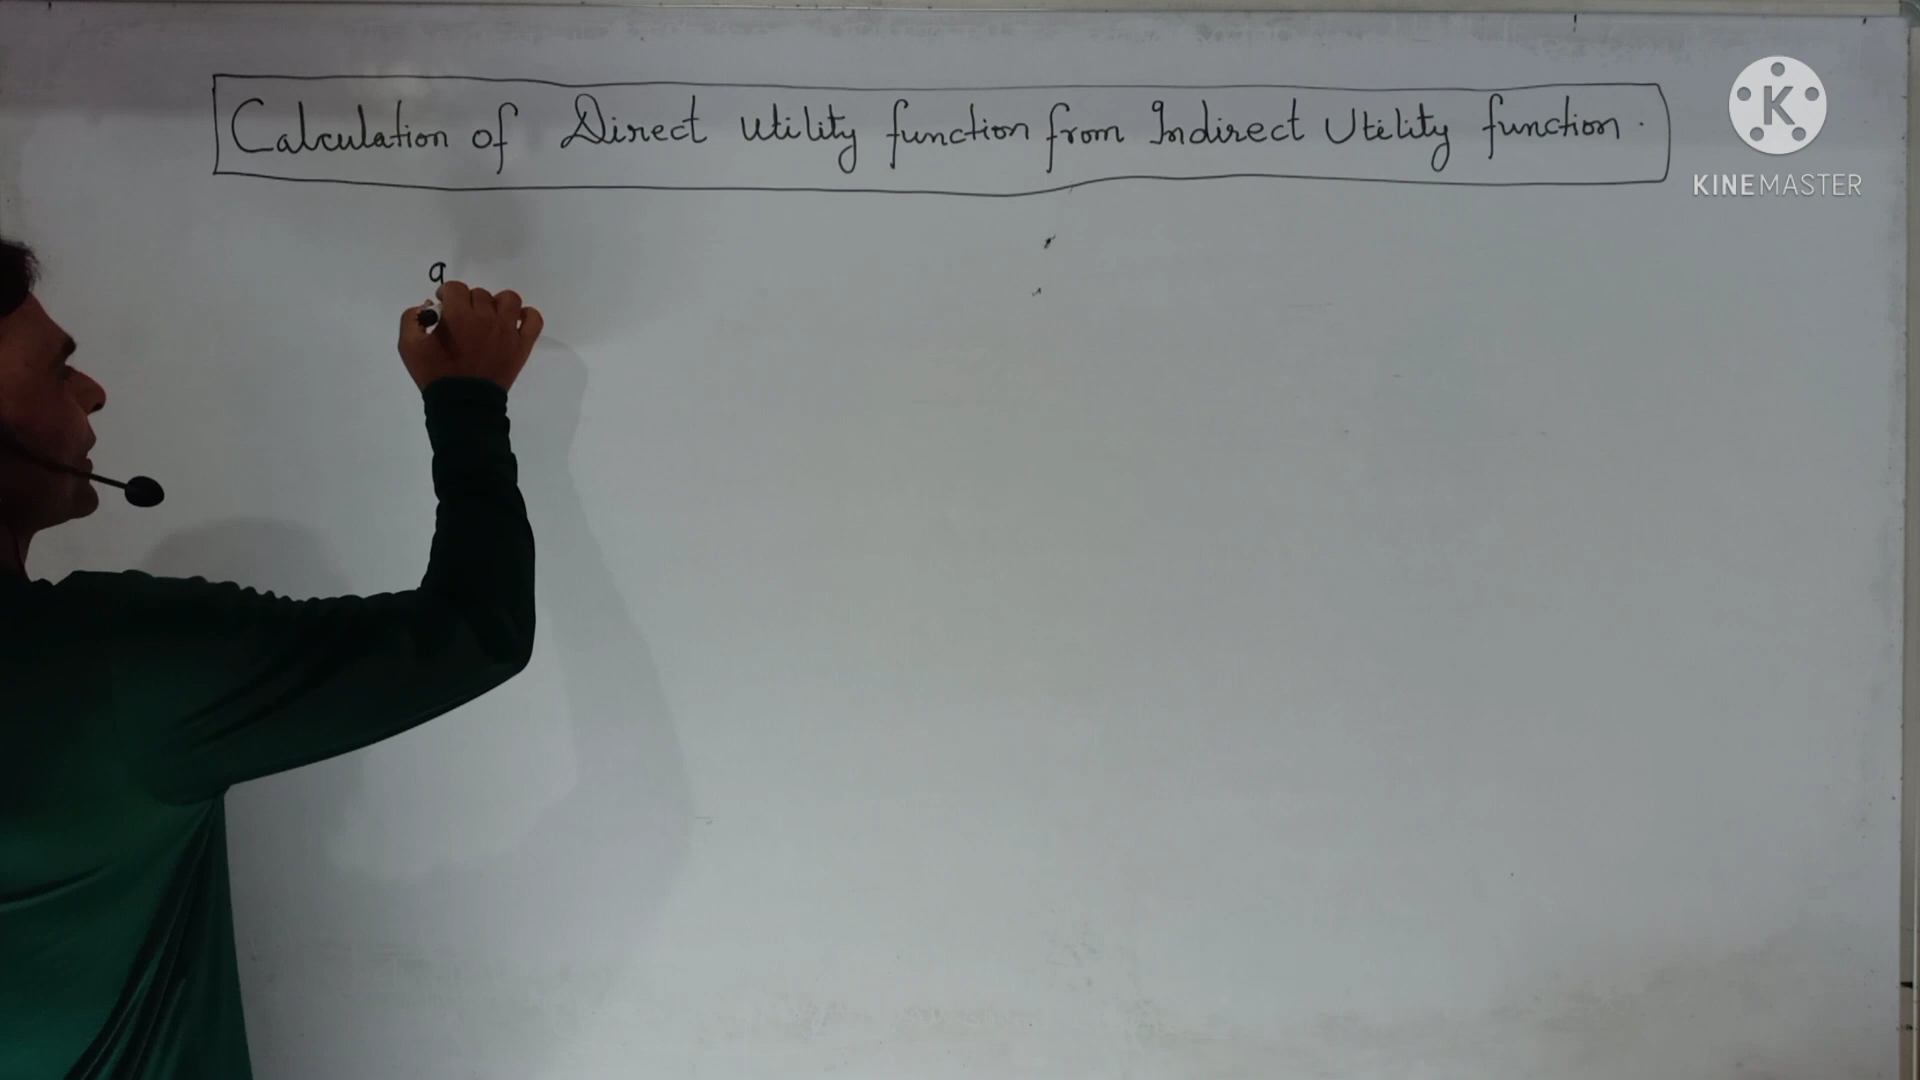 Calculation of Direct utility function from Indirect Utility function.
K
KINEMASTER